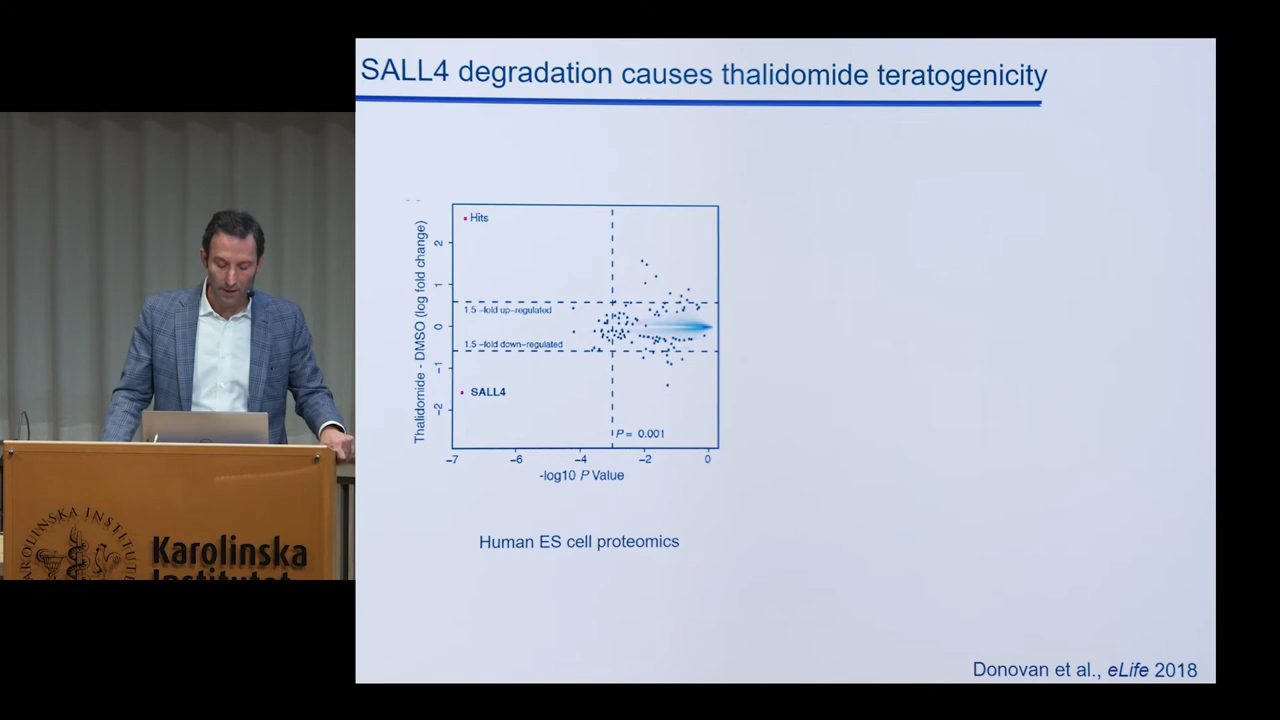 SALL4 degradation causes thalidomide teratogenicity
Hits
1.5 -fold up-regulated
1.5 -fold down-regulated
SALL4
P = 0.001
2
1
0
-1
-2
Thalidomide - DMSO (log fold change)
-7 -6 -4 -2 0
-log10 P Value
Human ES cell proteomics
Donovan et al., eLife 2018
KAROLINSKA INSTITUTET
Karolinska
Institutet